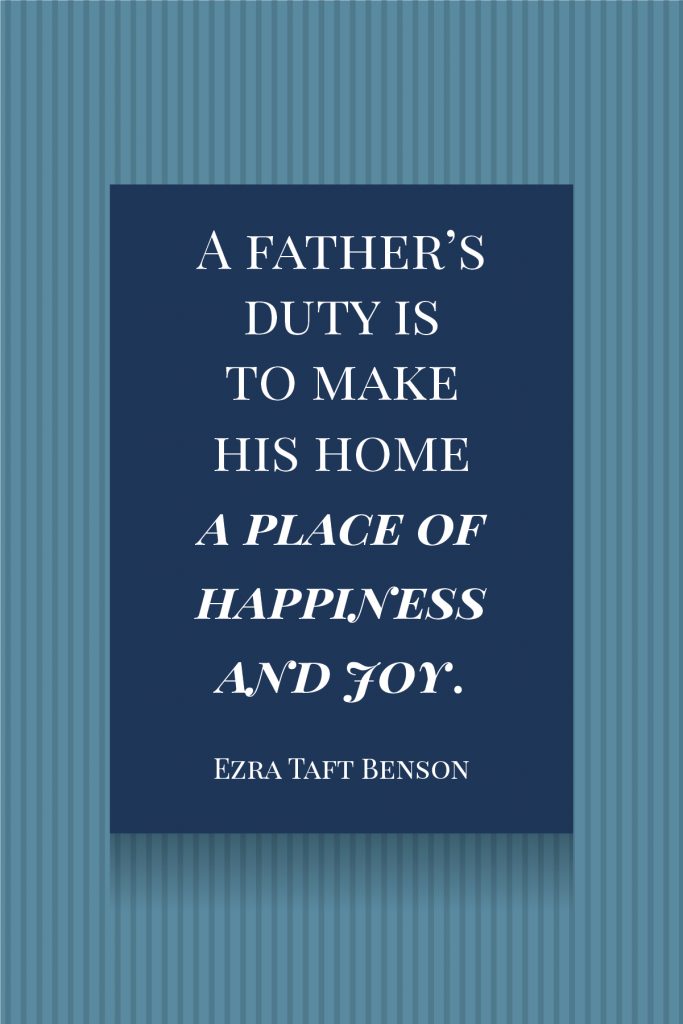 A FATHER’S
DUTY IS
TO MAKE
HIS HOME
A PLACE OF
HAPPINESS
AND JOY.
EZRA TAFT BENSON